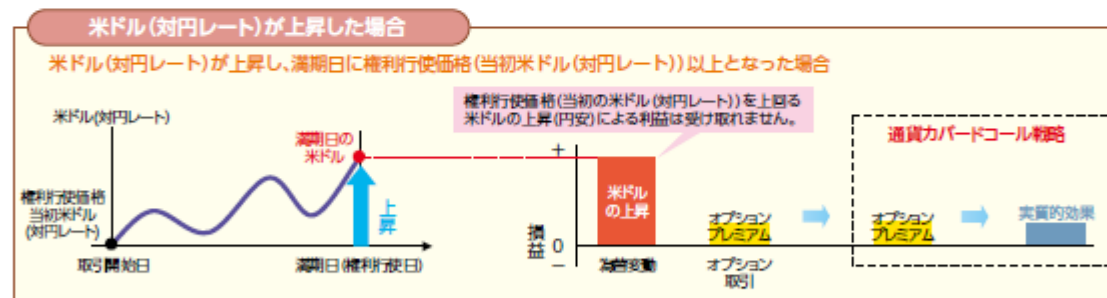 米ドル(対円レート)が上昇した場合
米ドル(対円レート)が上昇し、満期日に権利行使価格(当初米ドル(対円レート))以上となった場合
米ドル(対円レート)
満期日の
米ドル
権利行使価格
当初米ドル
(対円レート)
上昇
取引開始日
満期日(権利行使日)
権利行使価格(当初の米ドル(対円レート))を上回る
米ドルの上昇(円安)による利益は受け取れません。
損益
+
0
−
米ドル
の上昇
為替変動
オプション
プレミアム
オプション
取引
通貨カバードコール戦略
オプション
プレミアム
実質的効果